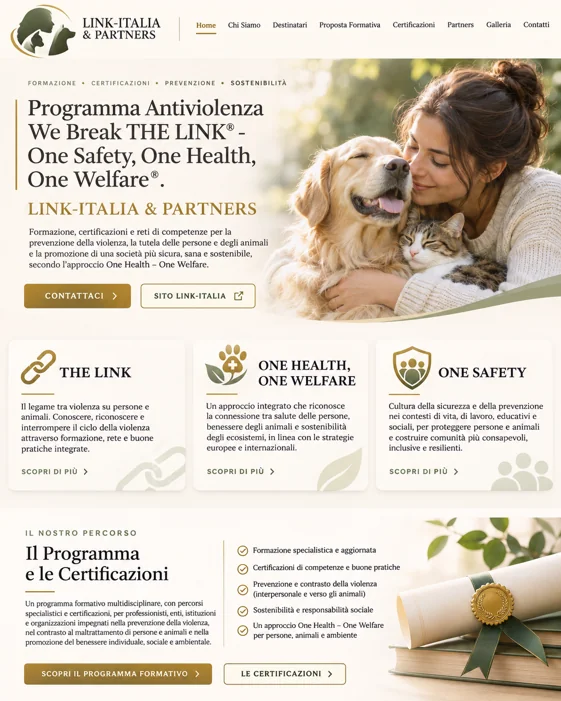 LINK-ITALIA
& PARTNERS
Home
Chi Siamo
Destinatari
Proposta Formativa
Certificazioni
Partners
Galleria
Contatti
FORMAZIONE • CERTIFICAZIONI • PREVENZIONE • SOSTENIBILITÀ
Programma Antiviolenza
We Break THE LINK® -
One Safety, One Health,
One Welfare®.
LINK-ITALIA & PARTNERS
Formazione, certificazioni e reti di competenze per la
prevenzione della violenza, la tutela delle persone e degli animali
e la promozione di una società più sicura, sana e sostenibile,
secondo l'approccio One Health – One Welfare.
CONTATTACI
SITO LINK-ITALIA
THE LINK
Il legame tra violenza su persone e
animali. Conoscere, riconoscere e
interrompere il ciclo della violenza
attraverso formazione, rete e buone
pratiche integrate.
SCOPRI DI PIÙ
ONE HEALTH,
ONE WELFARE
Un approccio integrato che riconosce
la connessione tra salute delle persone,
benessere degli animali e sostenibilità
degli ecosistemi, in linea con le strategie
europee e internazionali.
SCOPRI DI PIÙ
ONE SAFETY
Cultura della sicurezza e della prevenzione
nei contesti di vita, di lavoro, educativi e
sociali, per proteggere persone e animali
e costruire comunità più consapevoli,
inclusive e resilienti.
SCOPRI DI PIÙ
IL NOSTRO PERCORSO
Il Programma
e le Certificazioni
Un programma formativo multidisciplinare, con percorsi
specialistici e certificazioni, per professionisti, enti, istituzioni
e organizzazioni impegnati nella prevenzione della violenza,
nel contrasto al maltrattamento di persone e animali e nella
promozione del benessere individuale, sociale e ambientale.
Formazione specialistica e aggiornata
Certificazioni di competenze e buone pratiche
Prevenzione e contrasto della violenza
(interpersonale e verso gli animali)
Sostenibilità e responsabilità sociale
Un approccio One Health – One Welfare
per persone, animali e ambiente
SCOPRI IL PROGRAMMA FORMATIVO
LE CERTIFICAZIONI